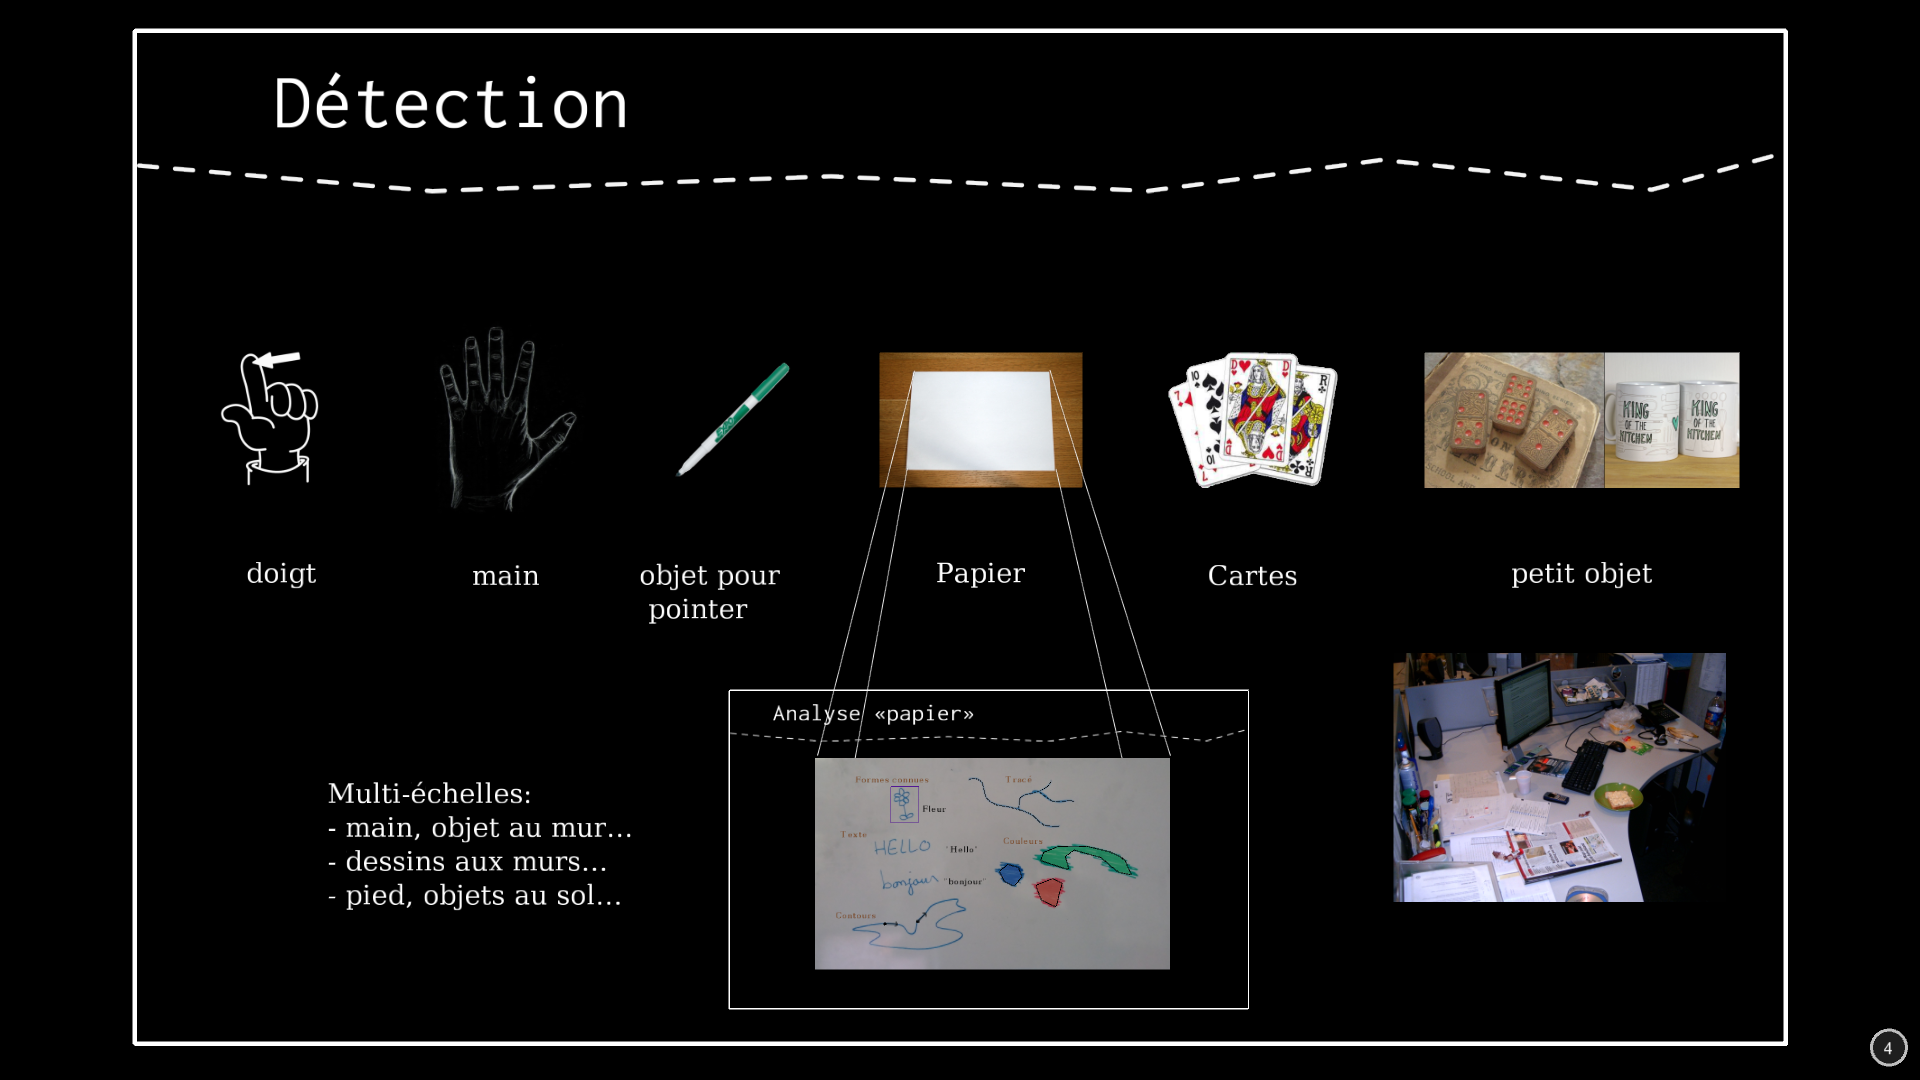 Détection
KING
OF THE
KITCHEN
KING
OF THE
KITCHEN
doigt
main
objet pour
pointer
Papier
Cartes
petit objet
Analyse «papier»
Formes connues
Tracé
Fleur
Texte
HELLO
"Hello"
Couleurs
bonjour
"bonjour"
Contours
Multi-échelles:
- main, objet au mur...
- dessins aux murs...
- pied, objets au sol...
4